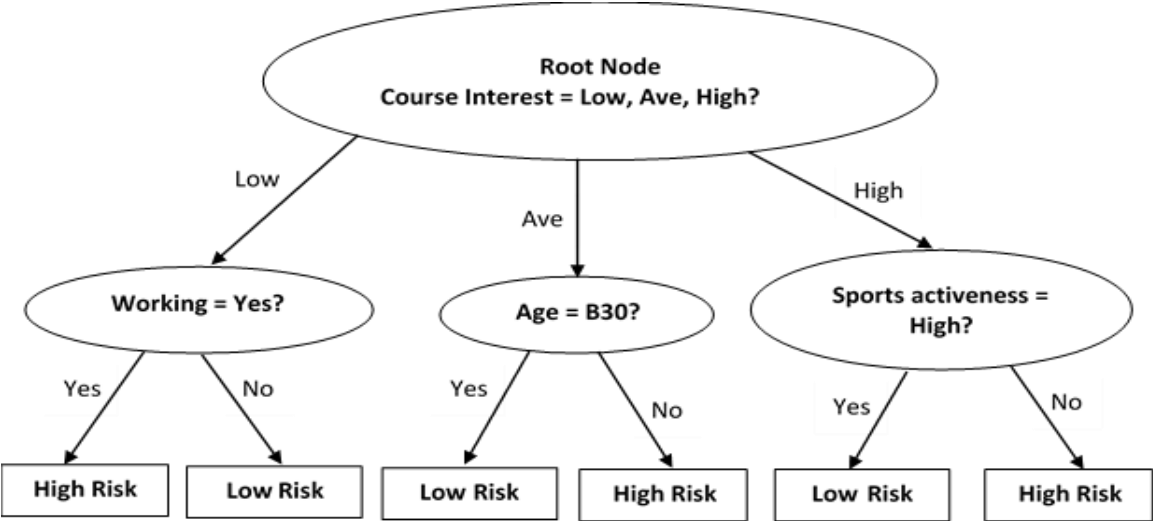 Root Node
Course Interest = Low, Ave, High?
Low
Ave
High
Working = Yes?
Age = B30?
Sports activeness =
High?
Yes
No
Yes
No
Yes
No
High Risk
Low Risk
Low Risk
High Risk
Low Risk
High Risk